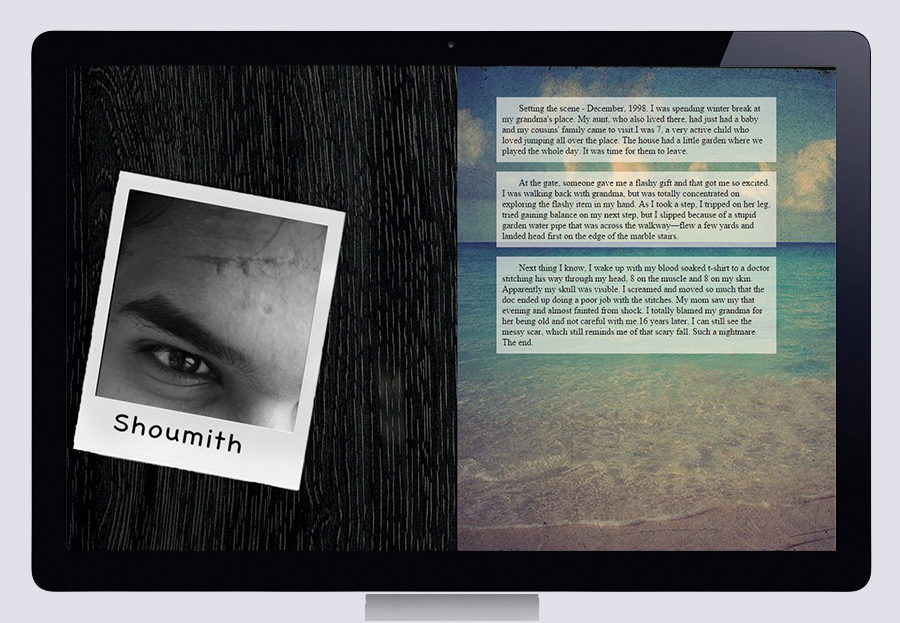 Shoumith
Setting the scene - December, 1998. I was spending winter break at
my grandma's place. My aunt, who also lived there, had just had a baby
and my cousins' family came to visit.I was 7, a very active child who
loved jumping all over the place. The house had a little garden where we
played the whole day. It was time for them to leave.
At the gate, someone gave me a flashy gift and that got me so excited.
I was walking back with grandma, but was totally concentrated on
exploring the flashy item in my hand. As I took a step, I tripped on her leg,
tried gaining balance on my next step, but I slipped because of a stupid
garden water pipe that was across the walkway—flew a few yards and
landed head first on the edge of the marble stairs.
Next thing I know, I wake up with my blood soaked t-shirt to a doctor
stitching his way through my head. 8 on the muscle and 8 on my skin.
Apparently my skull was visible. I screamed and moved so much that the
doc ended up doing a poor job with the stitches. My mom saw my that
evening and almost fainted from shock. I totally blamed my grandma for
her being old and not careful with me.16 years later, I can still see the
messy scar, which still reminds me of that scary fall. Such a nightmare.
The end.